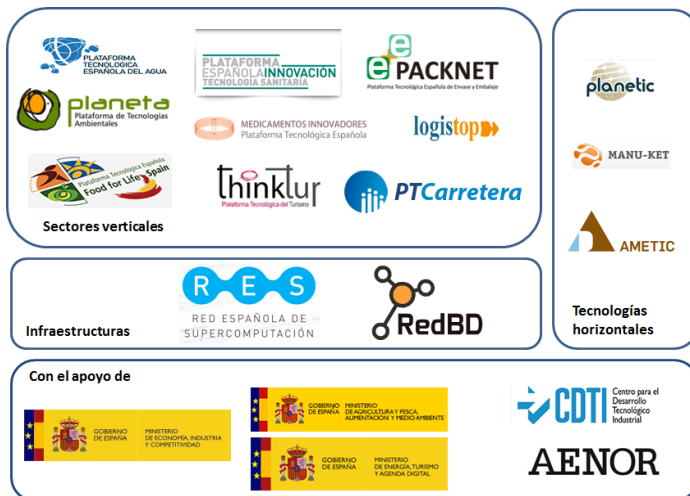 PLATAFORMA
TECNOLÓGICA
ESPAÑOLA DEL AGUA
PLATAFORMA
ESPAÑOLA INNOVACIÓN
TECNOLOGÍA SANITARIA
e
e PACKNET
Plataforma Tecnológica Española de Envase y Embalaje
planeta
Plataforma de Tecnologías
Ambientales
MEDICAMENTOS INNOVADORES
Plataforma Tecnológica Española
logistop
Plataforma Tecnológica Española
Food for Life Spain
thinktur
Plataforma Tecnológica del Turismo
PTCarretera
Sectores verticales
planetic
MANU-KET
AMETIC
Tecnologías
horizontales
Infraestructuras
RES
RED ESPAÑOLA DE
SUPERCOMPUTACIÓN
RedBD
Con el apoyo de
GOBIERNO
DE ESPAÑA
MINISTERIO
DE ECONOMÍA, INDUSTRIA
Y COMPETITIVIDAD
GOBIERNO
DE ESPAÑA
MINISTERIO
DE AGRICULTURA Y PESCA,
ALIMENTACIÓN Y MEDIO AMBIENTE
GOBIERNO
DE ESPAÑA
MINISTERIO
DE ENERGÍA, TURISMO
Y AGENDA DIGITAL
CDTI
Centro para el
Desarrollo
Tecnológico
Industrial
AENOR